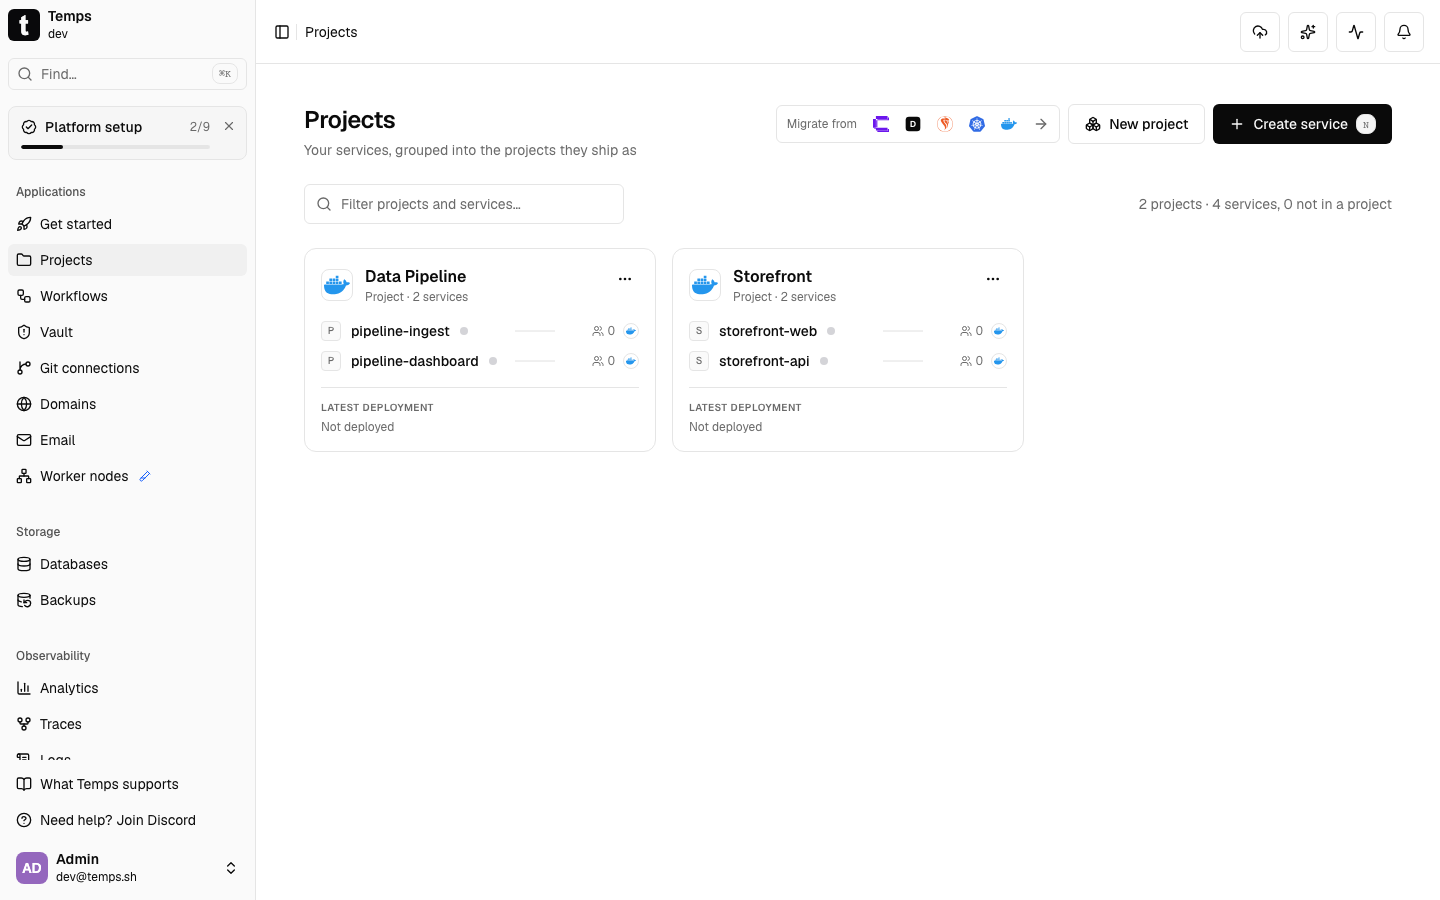 t
Temps
dev
Find...
⌘K
Platform setup
2/9
Applications
Get started
Projects
Workflows
Vault
Git connections
Domains
Email
Worker nodes
Storage
Databases
Backups
Observability
Analytics
Traces
Logs
What Temps supports
Need help? Join Discord
AD
Admin
dev@temps.sh
Projects
Projects
Your services, grouped into the projects they ship as
Migrate from
D
New project
Create service
N
Filter projects and services...
2 projects · 4 services, 0 not in a project
Data Pipeline
Project · 2 services
P pipeline-ingest 0
P pipeline-dashboard 0
LATEST DEPLOYMENT
Not deployed
Storefront
Project · 2 services
S storefront-web 0
S storefront-api 0
LATEST DEPLOYMENT
Not deployed